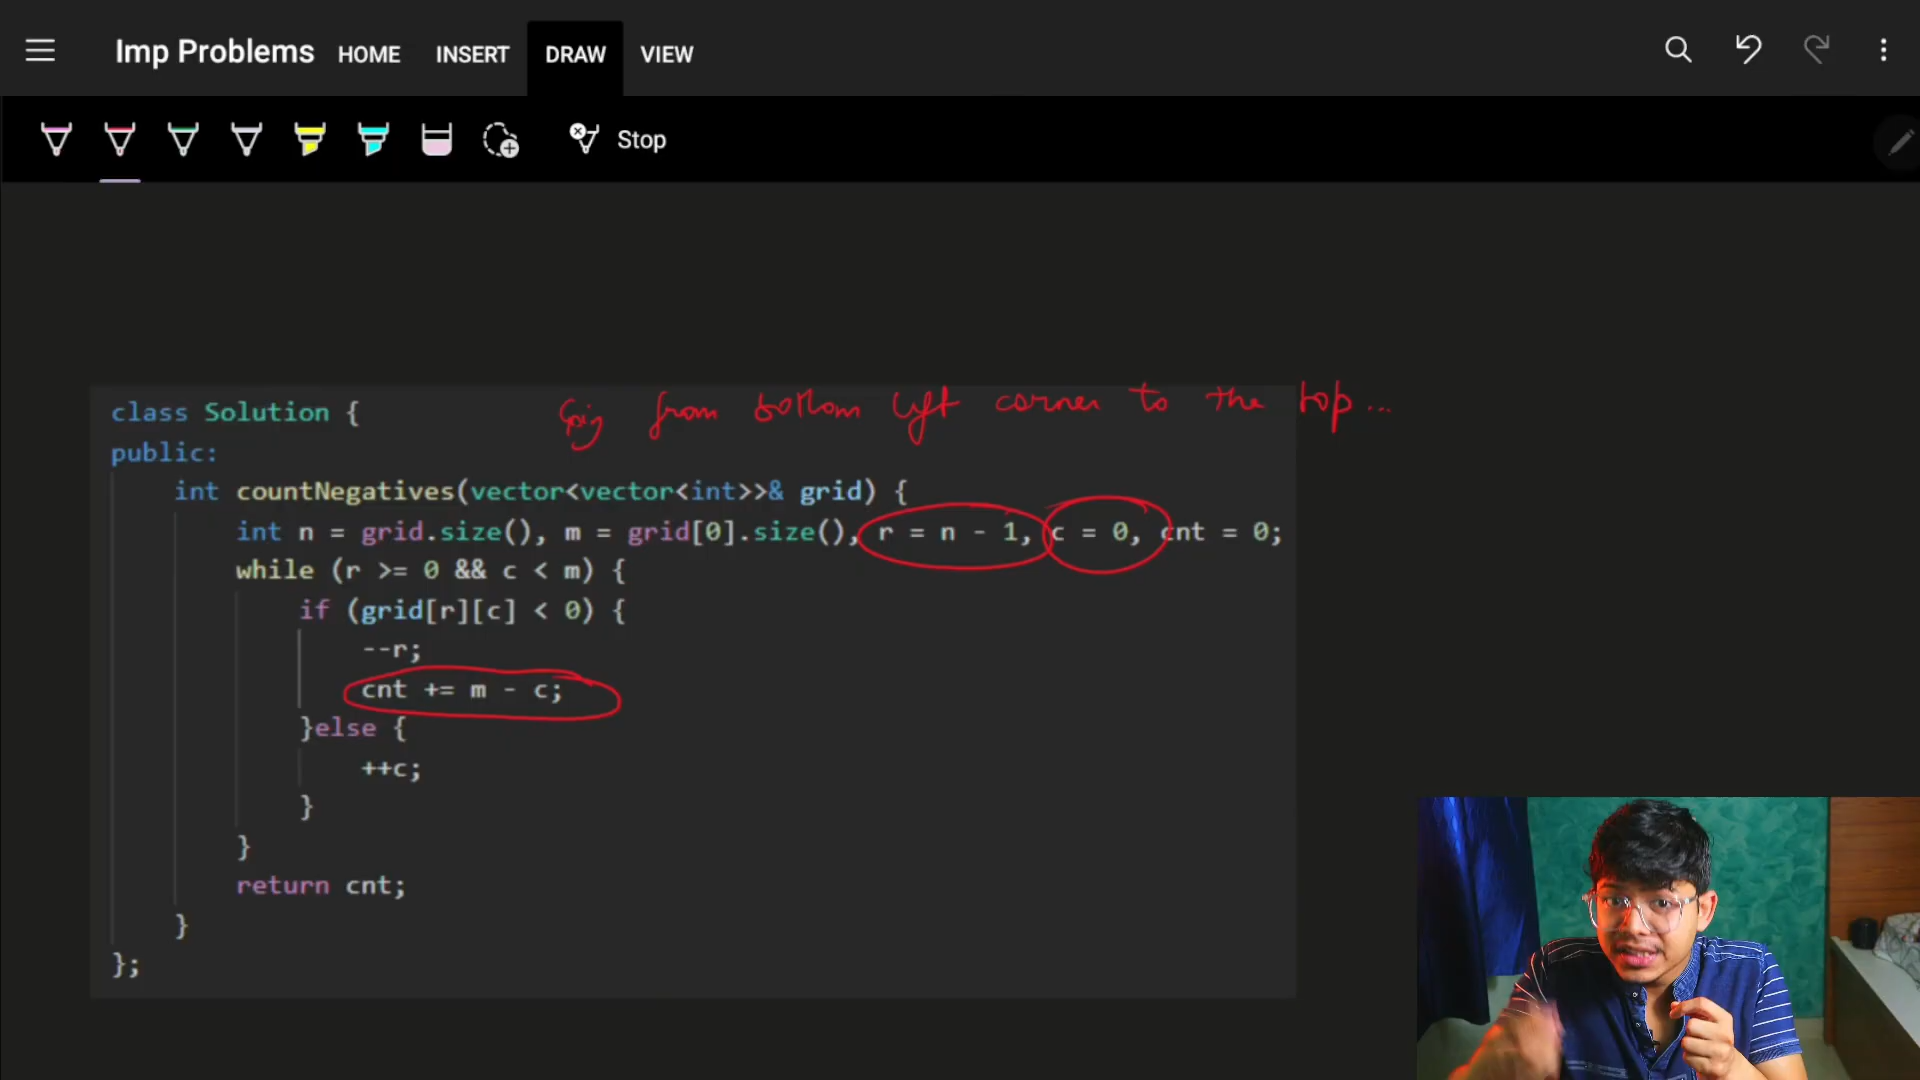 Imp Problems HOME INSERT DRAW VIEW
Stop
Going from bottom left corner to the top...
class Solution {
public:
int countNegatives(vector<vector<int>>& grid) {
int n = grid.size(), m = grid[0].size(), r = n - 1, c = 0, cnt = 0;
while (r >= 0 && c < m) {
if (grid[r][c] < 0) {
--r;
cnt += m - c;
}else {
++c;
}
}
return cnt;
}
};